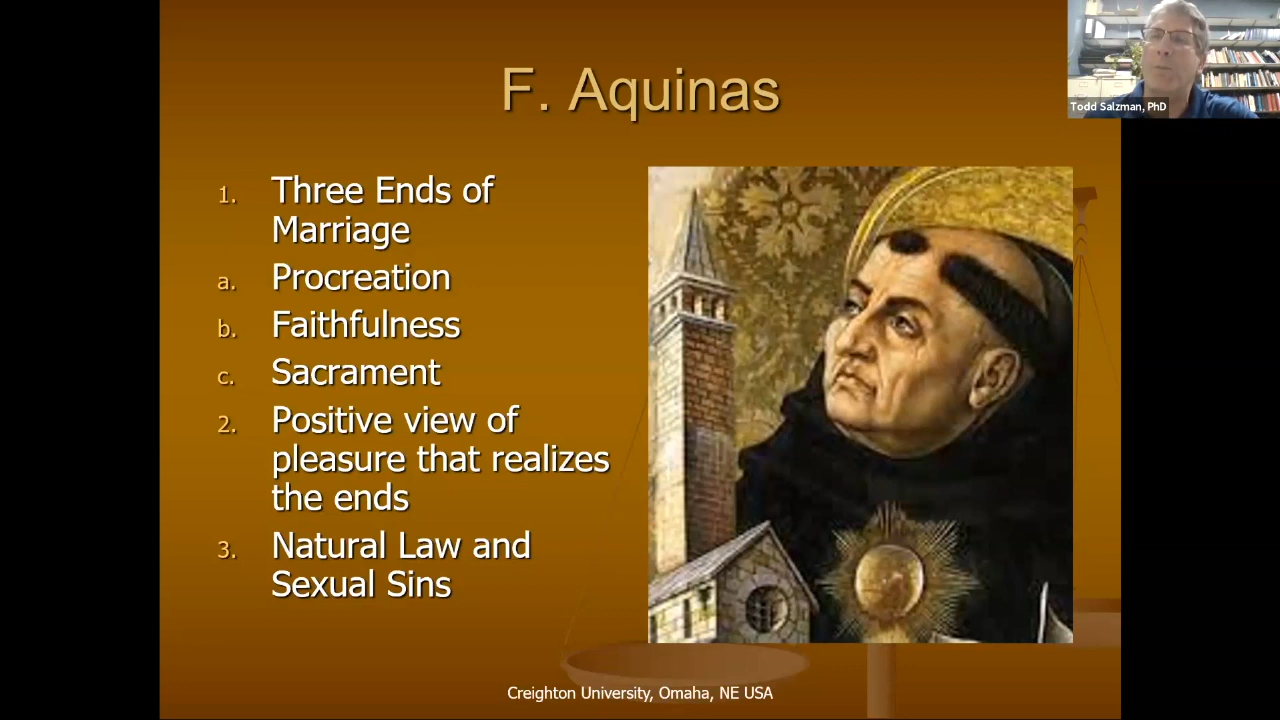 F. Aquinas
Todd Salzman, PhD
1. Three Ends of
Marriage
a. Procreation
b. Faithfulness
c. Sacrament
2. Positive view of
pleasure that realizes
the ends
3. Natural Law and
Sexual Sins
Creighton University, Omaha, NE USA